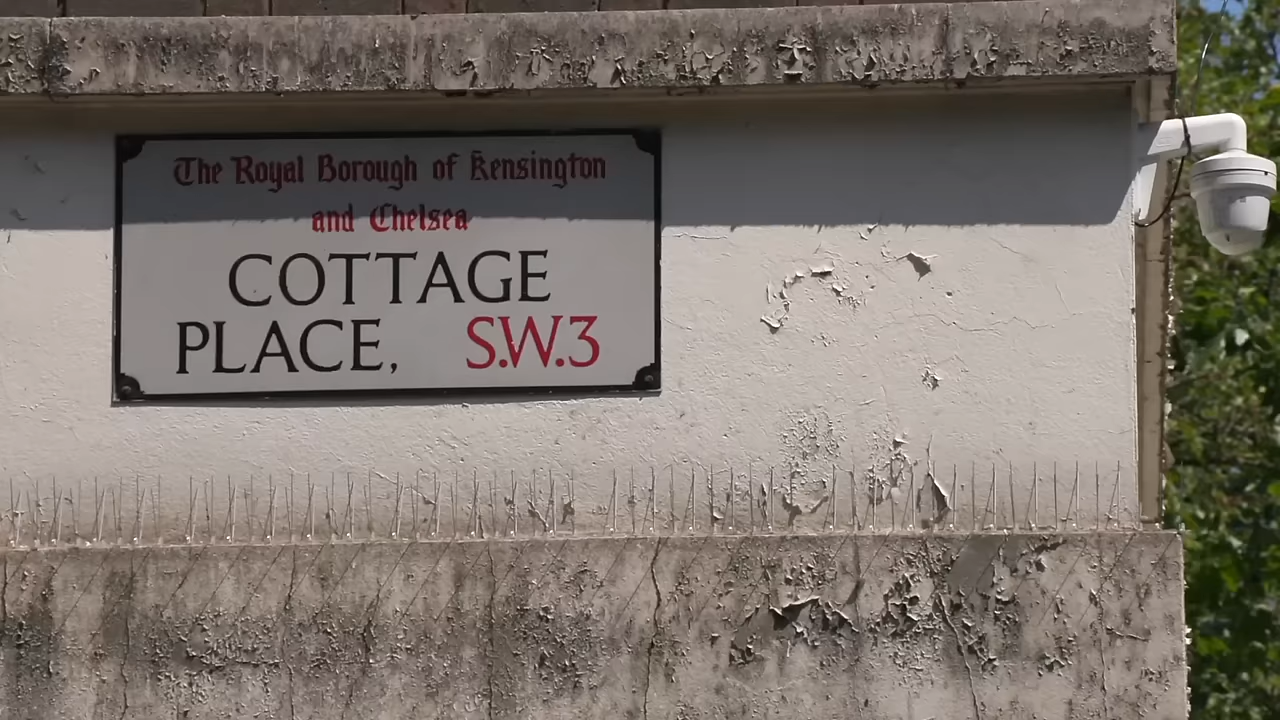 The Royal Borough of Kensington
and Chelsea
COTTAGE
PLACE, S.W.3